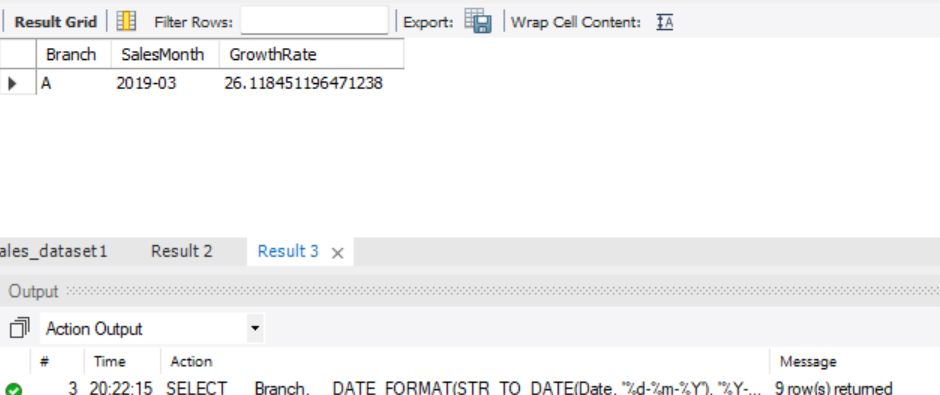 Result Grid Filter Rows: Export: Wrap Cell Content:
Branch SalesMonth GrowthRate
A 2019-03 26.118451196471238
ales_dataset1 Result 2 Result 3
Output
Action Output
# Time Action Message
3 20:22:15 SELECT Branch, DATE_FORMAT(STR_TO_DATE(Date, "%d-%m-%Y"), "%Y-... 9 row(s) returned